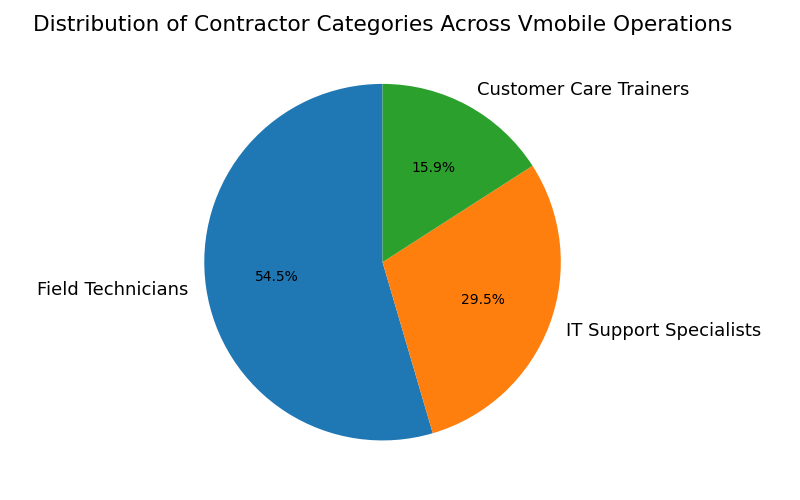 Distribution of Contractor Categories Across Vmobile Operations
Customer Care Trainers
15.9%
54.5%
Field Technicians
29.5%
IT Support Specialists